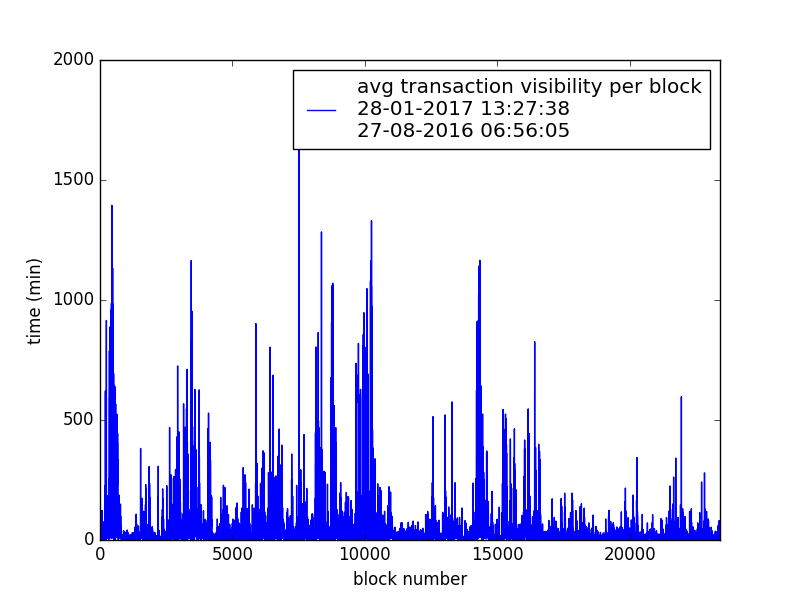 2000
avg transaction visibility per block
28-01-2017 13:27:38
27-08-2016 06:56:05
1500
time (min)
1000
500
0
0 5000 10000 15000 20000
block number